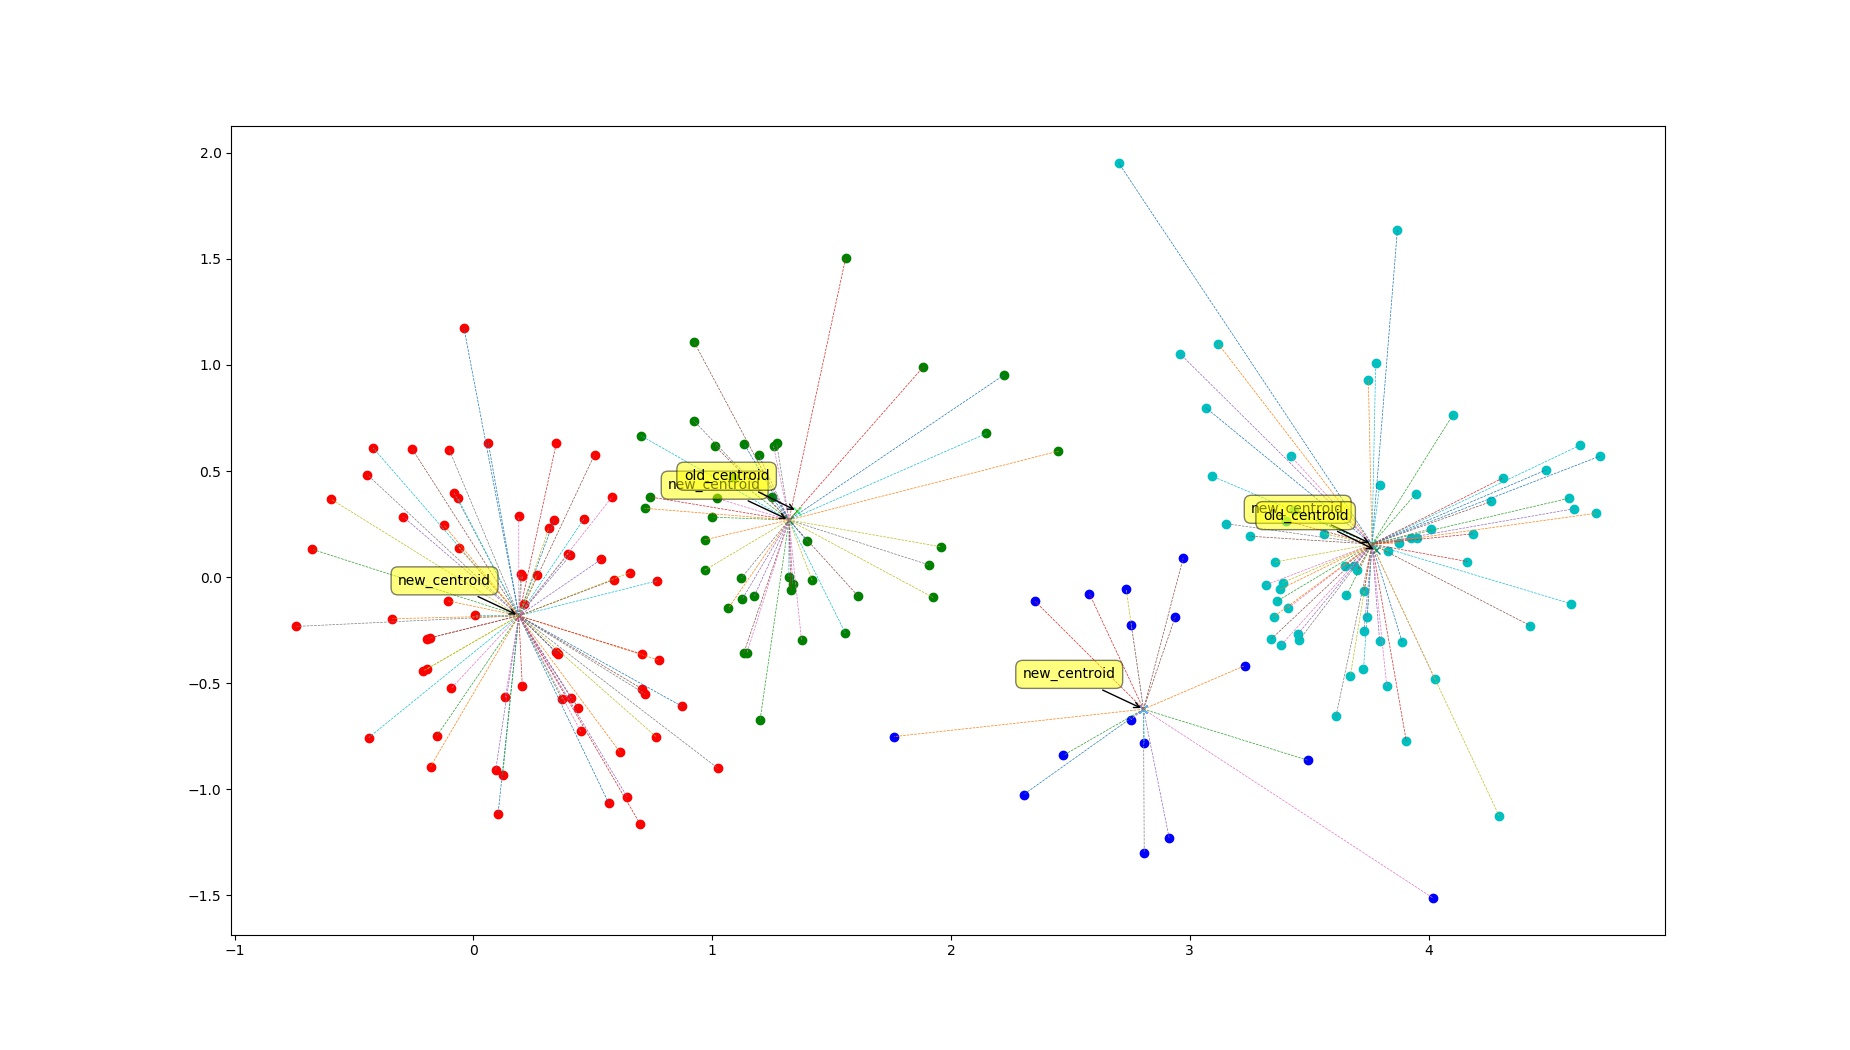 2.0
1.5
1.0
0.5
0.0
−0.5
−1.0
−1.5
old_centroid
new_centroid
new_centroid
old_centroid
new_centroid
new_centroid
−1
0
1
2
3
4